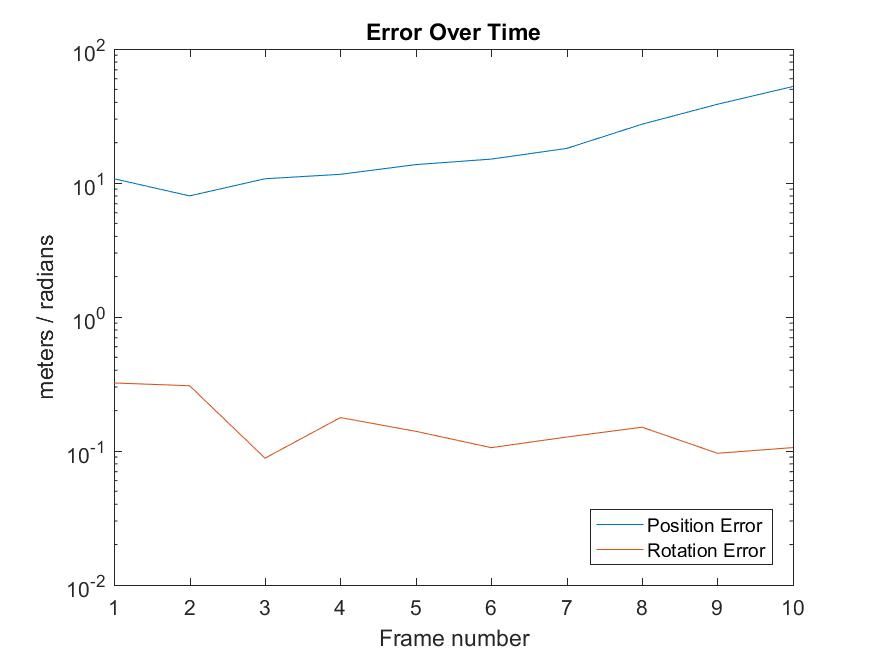 Error Over Time
10^2
10^1
10^0
10^-1
10^-2
meters / radians
Position Error
Rotation Error
1 2 3 4 5 6 7 8 9 10
Frame number